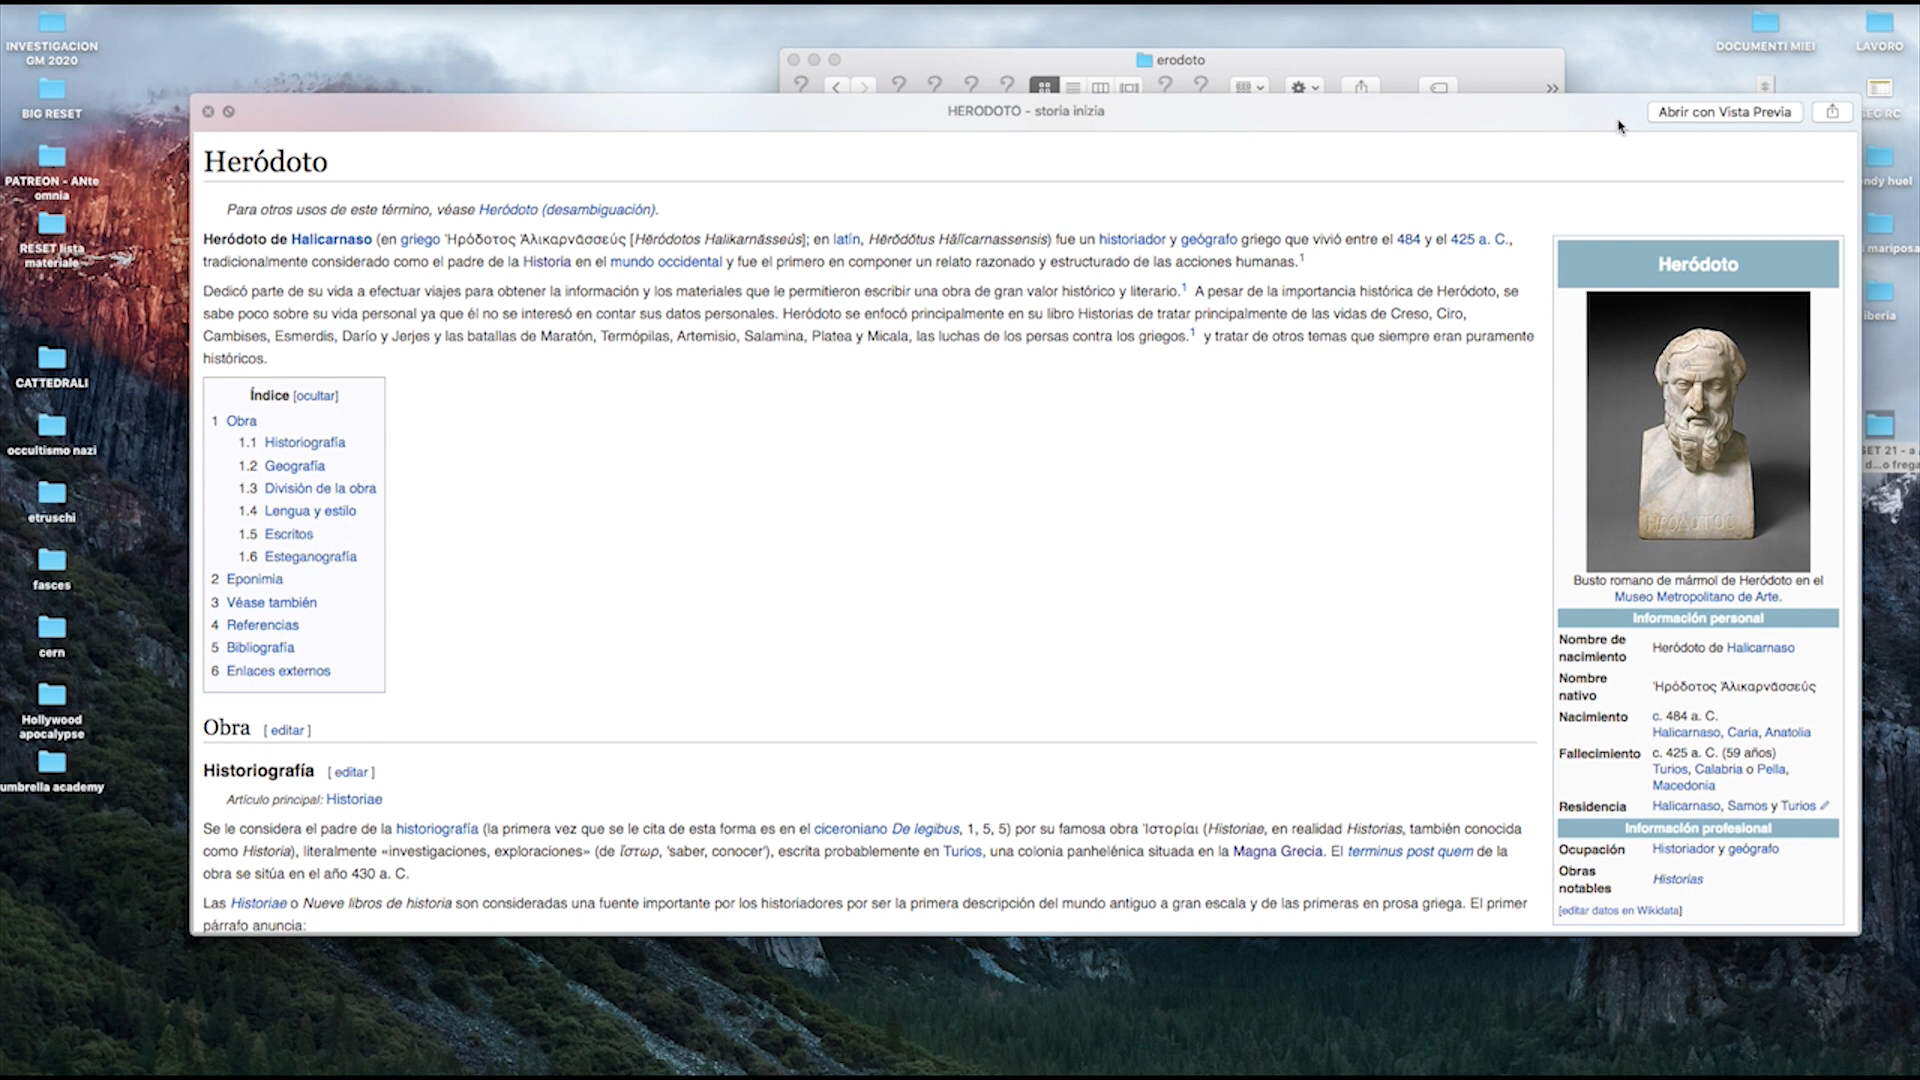 INVESTIGACION
GM 2020
BIG RESET
PATREON - ANte
omnia
RESET lista
materiale
CATTEDRALI
occultismo nazi
etruschi
fasces
cern
Hollywood
apocalypse
umbrella academy
erodoto
DOCUMENTI MIEI
LAVORO
HERODOTO - storia inizia
Abrir con Vista Previa
SEG RC
ndy huel
mariposa
iberia
SET 21 - a
d...o frega
Heródoto
Para otros usos de este término, véase Heródoto (desambiguación).
Heródoto de Halicarnaso (en griego Ἡρόδοτος Ἁλικαρνᾱσσεύς [Hēródotos Halikarnāsseús]; en latín, Hērŏdŏtus Hălĭcarnassensis) fue un historiador y geógrafo griego que vivió entre el 484 y el 425 a. C.,
tradicionalmente considerado como el padre de la Historia en el mundo occidental y fue el primero en componer un relato razonado y estructurado de las acciones humanas.1
Dedicó parte de su vida a efectuar viajes para obtener la información y los materiales que le permitieron escribir una obra de gran valor histórico y literario.1 A pesar de la importancia histórica de Heródoto, se
sabe poco sobre su vida personal ya que él no se interesó en contar sus datos personales. Heródoto se enfocó principalmente en su libro Historias de tratar principalmente de las vidas de Creso, Ciro,
Cambises, Esmerdis, Darío y Jerjes y las batallas de Maratón, Termópilas, Artemisio, Salamina, Platea y Micala, las luchas de los persas contra los griegos.1 y tratar de otros temas que siempre eran puramente
históricos.
Índice [ocultar]
1 Obra
1.1 Historiografía
1.2 Geografía
1.3 División de la obra
1.4 Lengua y estilo
1.5 Escritos
1.6 Esteganografía
2 Eponimia
3 Véase también
4 Referencias
5 Bibliografía
6 Enlaces externos
Obra [ editar ]
Historiografía [ editar ]
Artículo principal: Historiae
Se le considera el padre de la historiografía (la primera vez que se le cita de esta forma es en el ciceroniano De legibus, 1, 5, 5) por su famosa obra Ἱστορίαι (Historiae, en realidad Historias, también conocida
como Historia), literalmente «investigaciones, exploraciones» (de ἵστωρ, 'saber, conocer'), escrita probablemente en Turios, una colonia panhelénica situada en la Magna Grecia. El terminus post quem de la
obra se sitúa en el año 430 a. C.
Las Historiae o Nueve libros de historia son consideradas una fuente importante por los historiadores por ser la primera descripción del mundo antiguo a gran escala y de las primeras en prosa griega. El primer
párrafo anuncia:
Heródoto
ΗΡΟΔΟΤΟΣ
Busto romano de mármol de Heródoto en el
Museo Metropolitano de Arte.
Información personal
Nombre de
nacimiento
Heródoto de Halicarnaso
Nombre
nativo
Ἡρόδοτος Ἁλικαρνᾱσσεύς
Nacimiento
c. 484 a. C.
Halicarnaso, Caria, Anatolia
Fallecimiento
c. 425 a. C. (59 años)
Turios, Calabria o Pella,
Macedonia
Residencia
Halicarnaso, Samos y Turios
Información profesional
Ocupación
Historiador y geógrafo
Obras
notables
Historias
[editar datos en Wikidata]